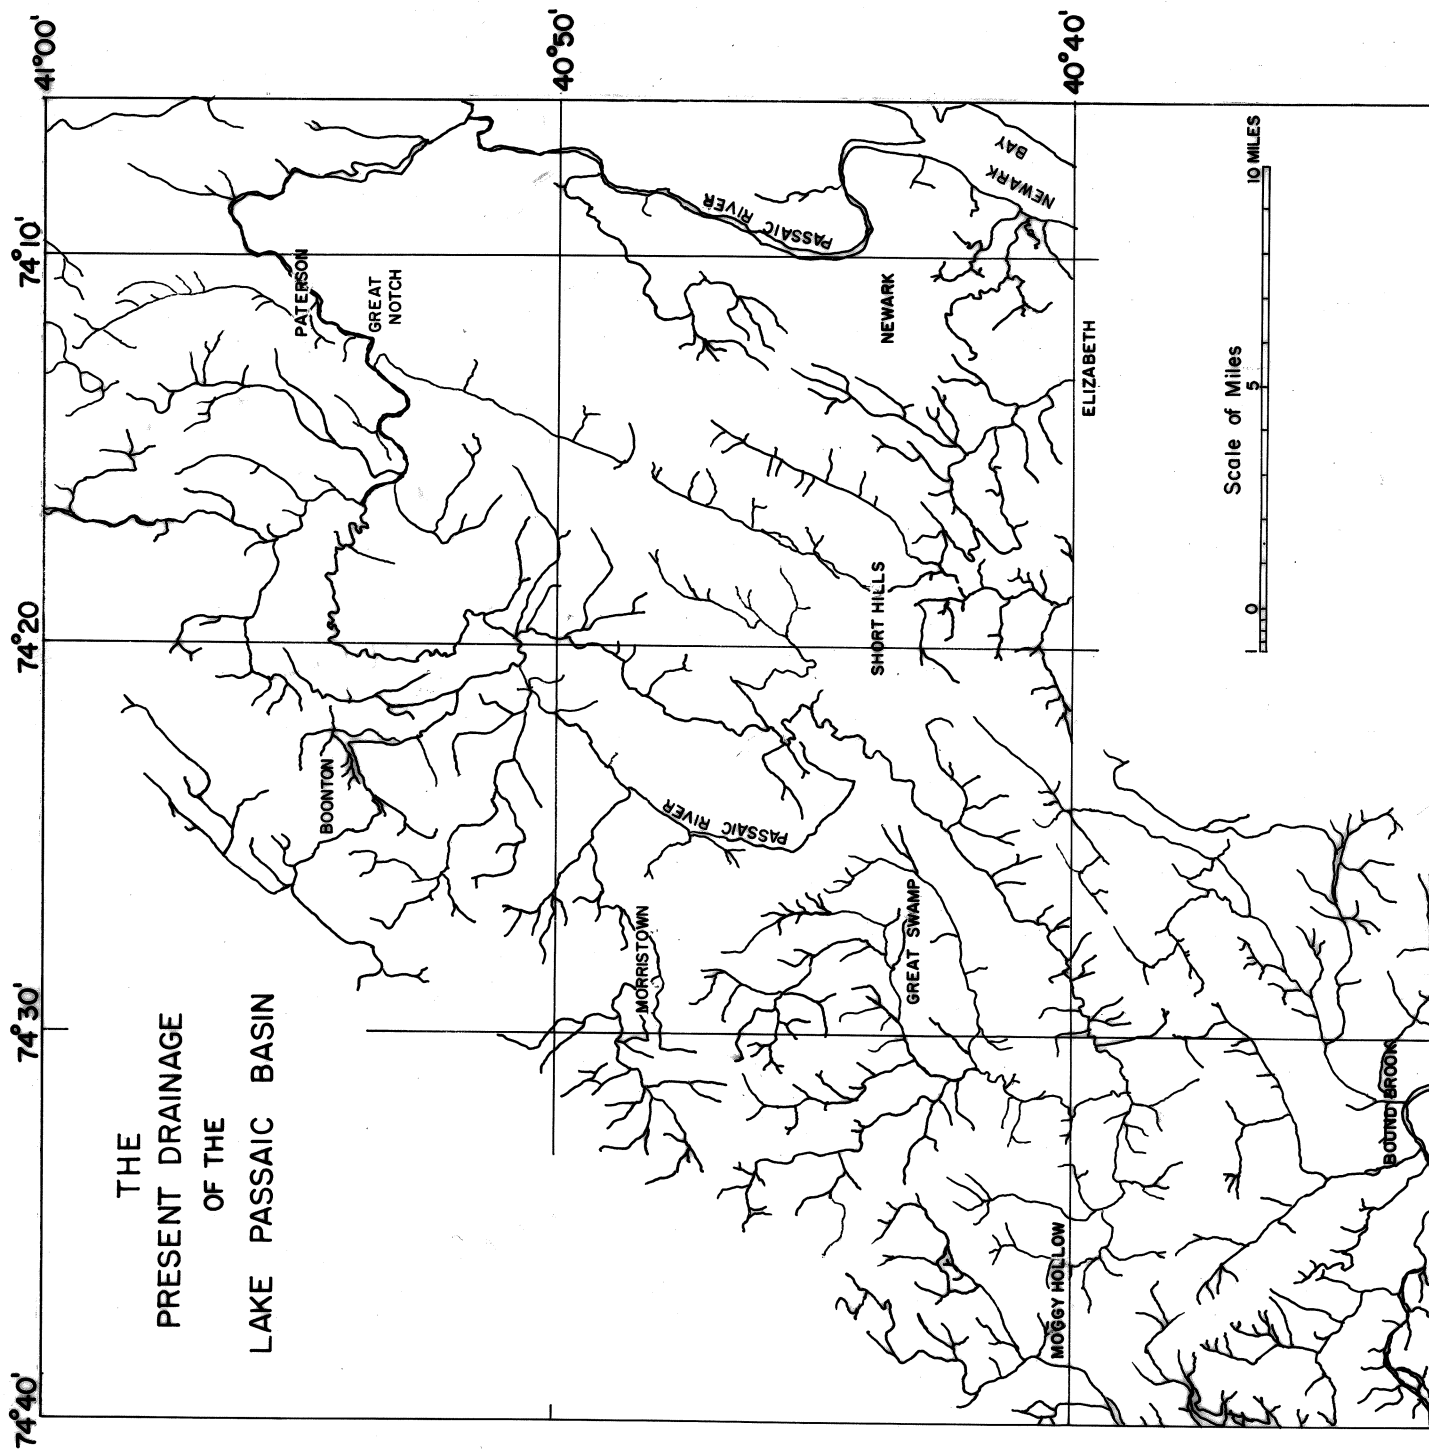 THE
PRESENT DRAINAGE
OF THE
LAKE PASSAIC BASIN
74°40'
74°30'
74°20'
74°10'
41°00'
40°50'
40°40'
PATERSON
GREAT
NOTCH
BOONTON
MORRISTOWN
PASSAIC RIVER
PASSAIC RIVER
NEWARK
NEWARK
BAY
SHORT HILLS
GREAT SWAMP
ELIZABETH
MOGGY HOLLOW
BOUND BROOK
Scale of Miles
1 0 5 10 MILES